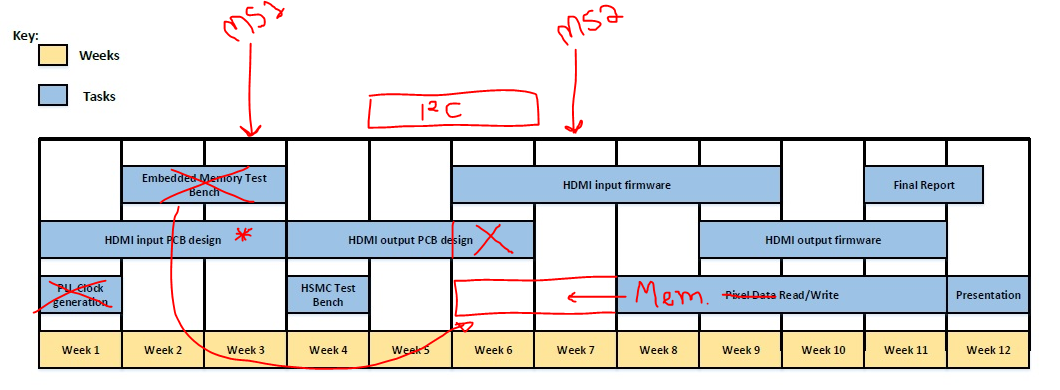 MS1
MS2
Key:
Weeks
Tasks
I2C
Embedded Memory Test
Bench
HDMI input firmware
Final Report
HDMI input PCB design *
HDMI output PCB design
HDMI output firmware
PLL Clock
generation
HSMC Test
Bench
Mem. Pixel Data Read/Write
Presentation
Week 1
Week 2
Week 3
Week 4
Week 5
Week 6
Week 7
Week 8
Week 9
Week 10
Week 11
Week 12